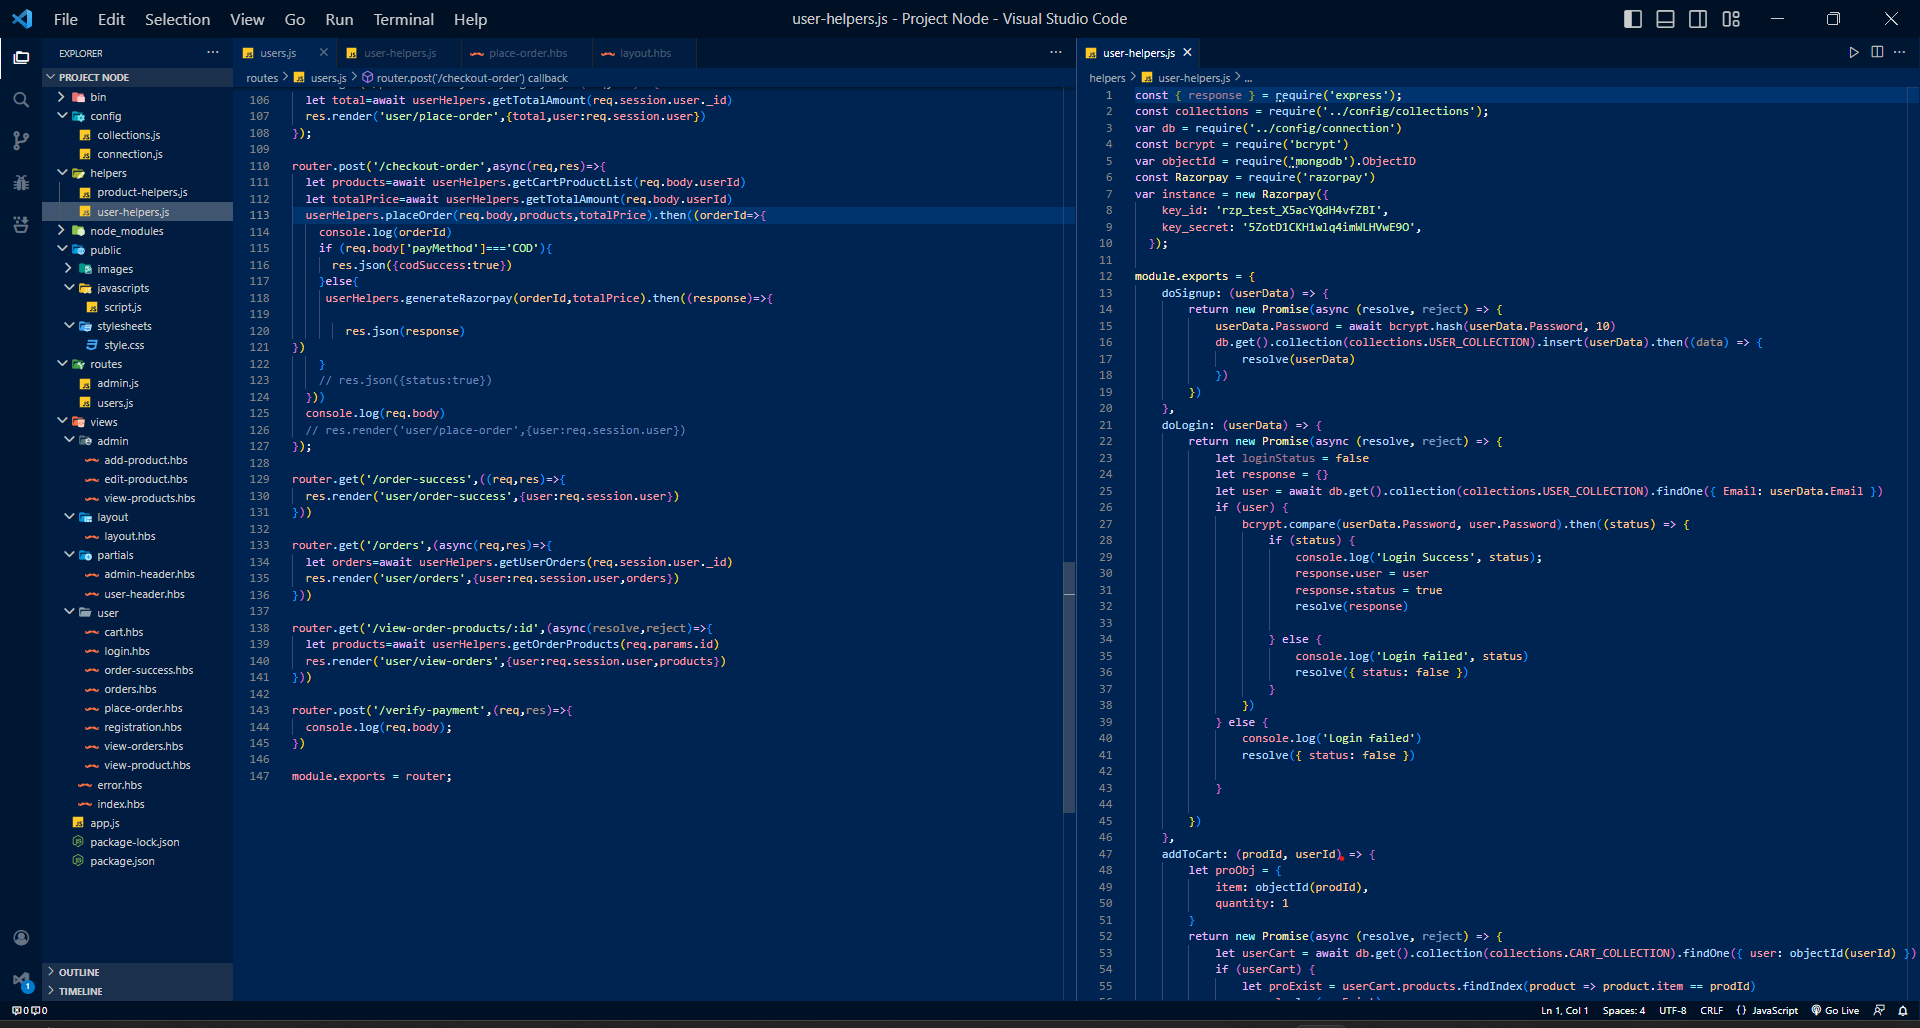 File Edit Selection View Go Run Terminal Help
user-helpers.js - Project Node - Visual Studio Code
EXPLORER
PROJECT NODE
bin
config
collections.js
connection.js
helpers
product-helpers.js
user-helpers.js
node_modules
public
images
javascripts
script.js
stylesheets
style.css
routes
admin.js
users.js
views
admin
add-product.hbs
edit-product.hbs
view-products.hbs
layout
layout.hbs
partials
admin-header.hbs
user-header.hbs
user
cart.hbs
login.hbs
order-success.hbs
orders.hbs
place-order.hbs
registration.hbs
view-orders.hbs
view-product.hbs
error.hbs
index.hbs
app.js
package-lock.json
package.json
OUTLINE
TIMELINE
users.js user-helpers.js place-order.hbs layout.hbs
routes > users.js > router.post('/checkout-order') callback
106 let total=await userHelpers.getTotalAmount(req.session.user._id)
107 res.render('user/place-order',{total,user:req.session.user})
108 });
109
110 router.post('/checkout-order',async(req,res)=>{
111 let products=await userHelpers.getCartProductList(req.body.userId)
112 let totalPrice=await userHelpers.getTotalAmount(req.body.userId)
113 userHelpers.placeOrder(req.body,products,totalPrice).then((orderId=>{
114 console.log(orderId)
115 if (req.body['payMethod']==='COD'){
116 res.json({codSuccess:true})
117 }else{
118 userHelpers.generateRazorpay(orderId,totalPrice).then((response)=>{
119
120 res.json(response)
121 })
122 }
123 // res.json({status:true})
124 }))
125 console.log(req.body)
126 // res.render('user/place-order',{user:req.session.user})
127 });
128
129 router.get('/order-success',((req,res)=>{
130 res.render('user/order-success',{user:req.session.user})
131 }))
132
133 router.get('/orders',(async(req,res)=>{
134 let orders=await userHelpers.getUserOrders(req.session.user._id)
135 res.render('user/orders',{user:req.session.user,orders})
136 }))
137
138 router.get('/view-order-products/:id',(async(resolve,reject)=>{
139 let products=await userHelpers.getOrderProducts(req.params.id)
140 res.render('user/view-orders',{user:req.session.user,products})
141 }))
142
143 router.post('/verify-payment',(req,res)=>{
144 console.log(req.body);
145 })
146
147 module.exports = router;
user-helpers.js
helpers > user-helpers.js > ...
1 const { response } = require('express');
2 const collections = require('../config/collections');
3 var db = require('../config/connection')
4 const bcrypt = require('bcrypt')
5 var objectId = require('mongodb').ObjectID
6 const Razorpay = require('razorpay')
7 var instance = new Razorpay({
8 key_id: 'rzp_test_X5acYQdH4vfZBI',
9 key_secret: '5ZotD1CKH1wlq4imWLHVwE9O',
10 });
11
12 module.exports = {
13 doSignup: (userData) => {
14 return new Promise(async (resolve, reject) => {
15 userData.Password = await bcrypt.hash(userData.Password, 10)
16 db.get().collection(collections.USER_COLLECTION).insert(userData).then((data) => {
17 resolve(userData)
18 })
19 })
20 },
21 doLogin: (userData) => {
22 return new Promise(async (resolve, reject) => {
23 let loginStatus = false
24 let response = {}
25 let user = await db.get().collection(collections.USER_COLLECTION).findOne({ Email: userData.Email })
26 if (user) {
27 bcrypt.compare(userData.Password, user.Password).then((status) => {
28 if (status) {
29 console.log('Login Success', status);
30 response.user = user
31 response.status = true
32 resolve(response)
33
34 } else {
35 console.log('Login failed', status)
36 resolve({ status: false })
37 }
38 })
39 } else {
40 console.log('Login failed')
41 resolve({ status: false })
42
43 }
44
45 })
46 },
47 addToCart: (prodId, userId) => {
48 let proObj = {
49 item: objectId(prodId),
50 quantity: 1
51 }
52 return new Promise(async (resolve, reject) => {
53 let userCart = await db.get().collection(collections.CART_COLLECTION).findOne({ user: objectId(userId) })
54 if (userCart) {
55 let proExist = userCart.products.findIndex(product => product.item == prodId)
0 0
1
Ln 1, Col 1 Spaces: 4 UTF-8 CRLF {} JavaScript Go Live